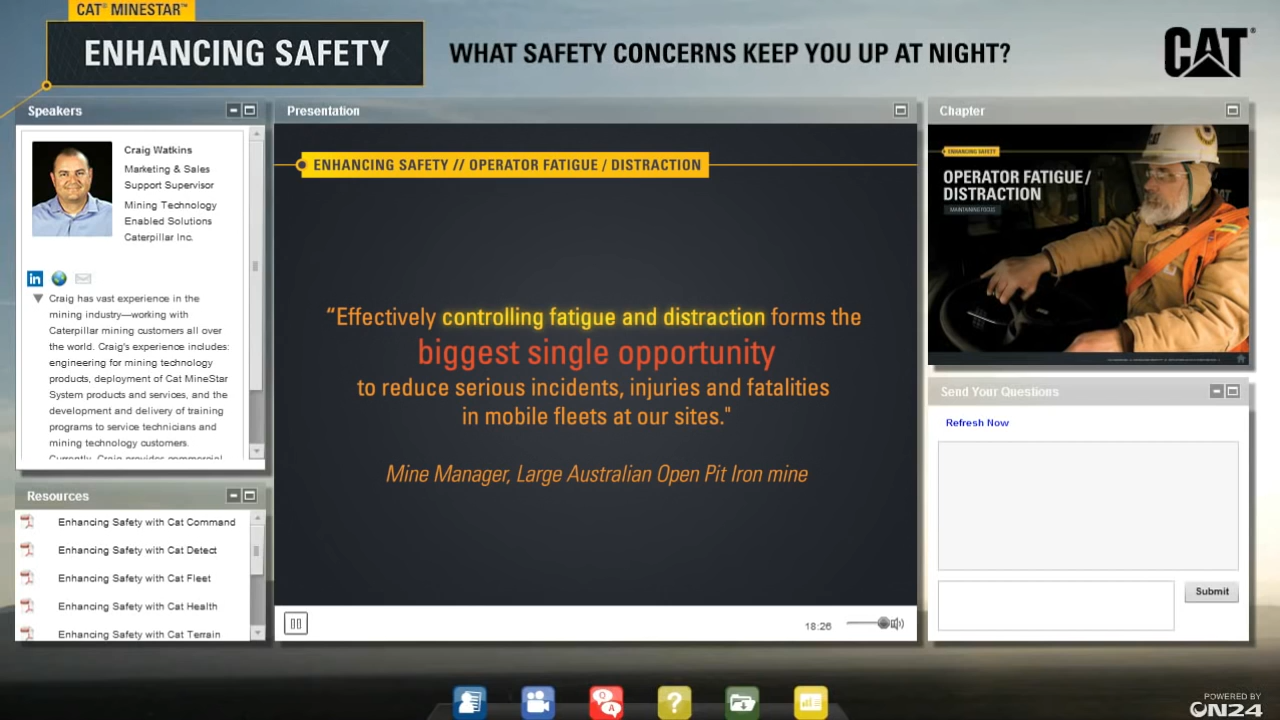 CAT® MINESTAR™
ENHANCING SAFETY
WHAT SAFETY CONCERNS KEEP YOU UP AT NIGHT?
CAT®
Speakers
Craig Watkins
Marketing & Sales
Support Supervisor
Mining Technology
Enabled Solutions
Caterpillar Inc.
in
Craig has vast experience in the
mining industry—working with
Caterpillar mining customers all over
the world. Craig's experience includes:
engineering for mining technology
products, deployment of Cat MineStar
System products and services, and the
development and delivery of training
programs to service technicians and
mining technology customers.
Currently, Craig provides commercial
Resources
Enhancing Safety with Cat Command
Enhancing Safety with Cat Detect
Enhancing Safety with Cat Fleet
Enhancing Safety with Cat Health
Enhancing Safety with Cat Terrain
Presentation
ENHANCING SAFETY // OPERATOR FATIGUE / DISTRACTION
“Effectively controlling fatigue and distraction forms the
biggest single opportunity
to reduce serious incidents, injuries and fatalities
in mobile fleets at our sites."
Mine Manager, Large Australian Open Pit Iron mine
18:26
Chapter
ENHANCING SAFETY
OPERATOR FATIGUE/
DISTRACTION
MAINTAINING FOCUS
CAT
Send Your Questions
Refresh Now
Submit
Q
A
?
POWERED BY
ON24